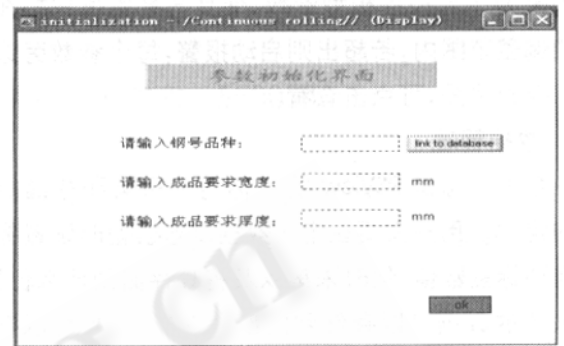 initialization - /Continuous rolling// (Display)
参数初始化界面
请输入钢号品种： link to database
请输入成品要求宽度： mm
请输入成品要求厚度： mm
ok